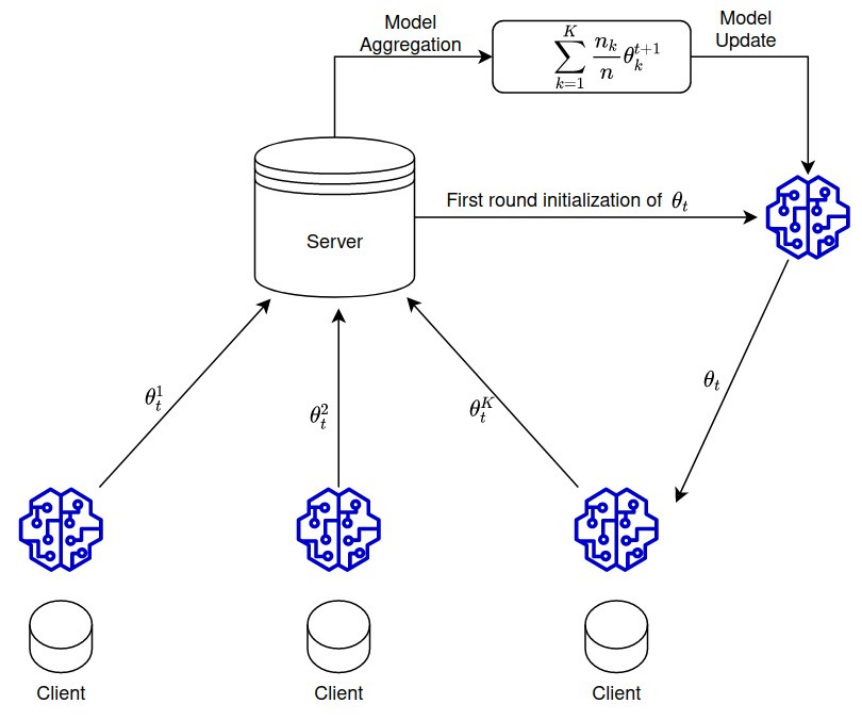 Model
Aggregation
$\sum_{k=1}^{K} \frac{n_k}{n} \theta_k^{t+1}$
Model
Update
First round initialization of $\theta_t$
Server
$\theta_t^1$
$\theta_t^2$
$\theta_t^K$
$\theta_t$
Client
Client
Client